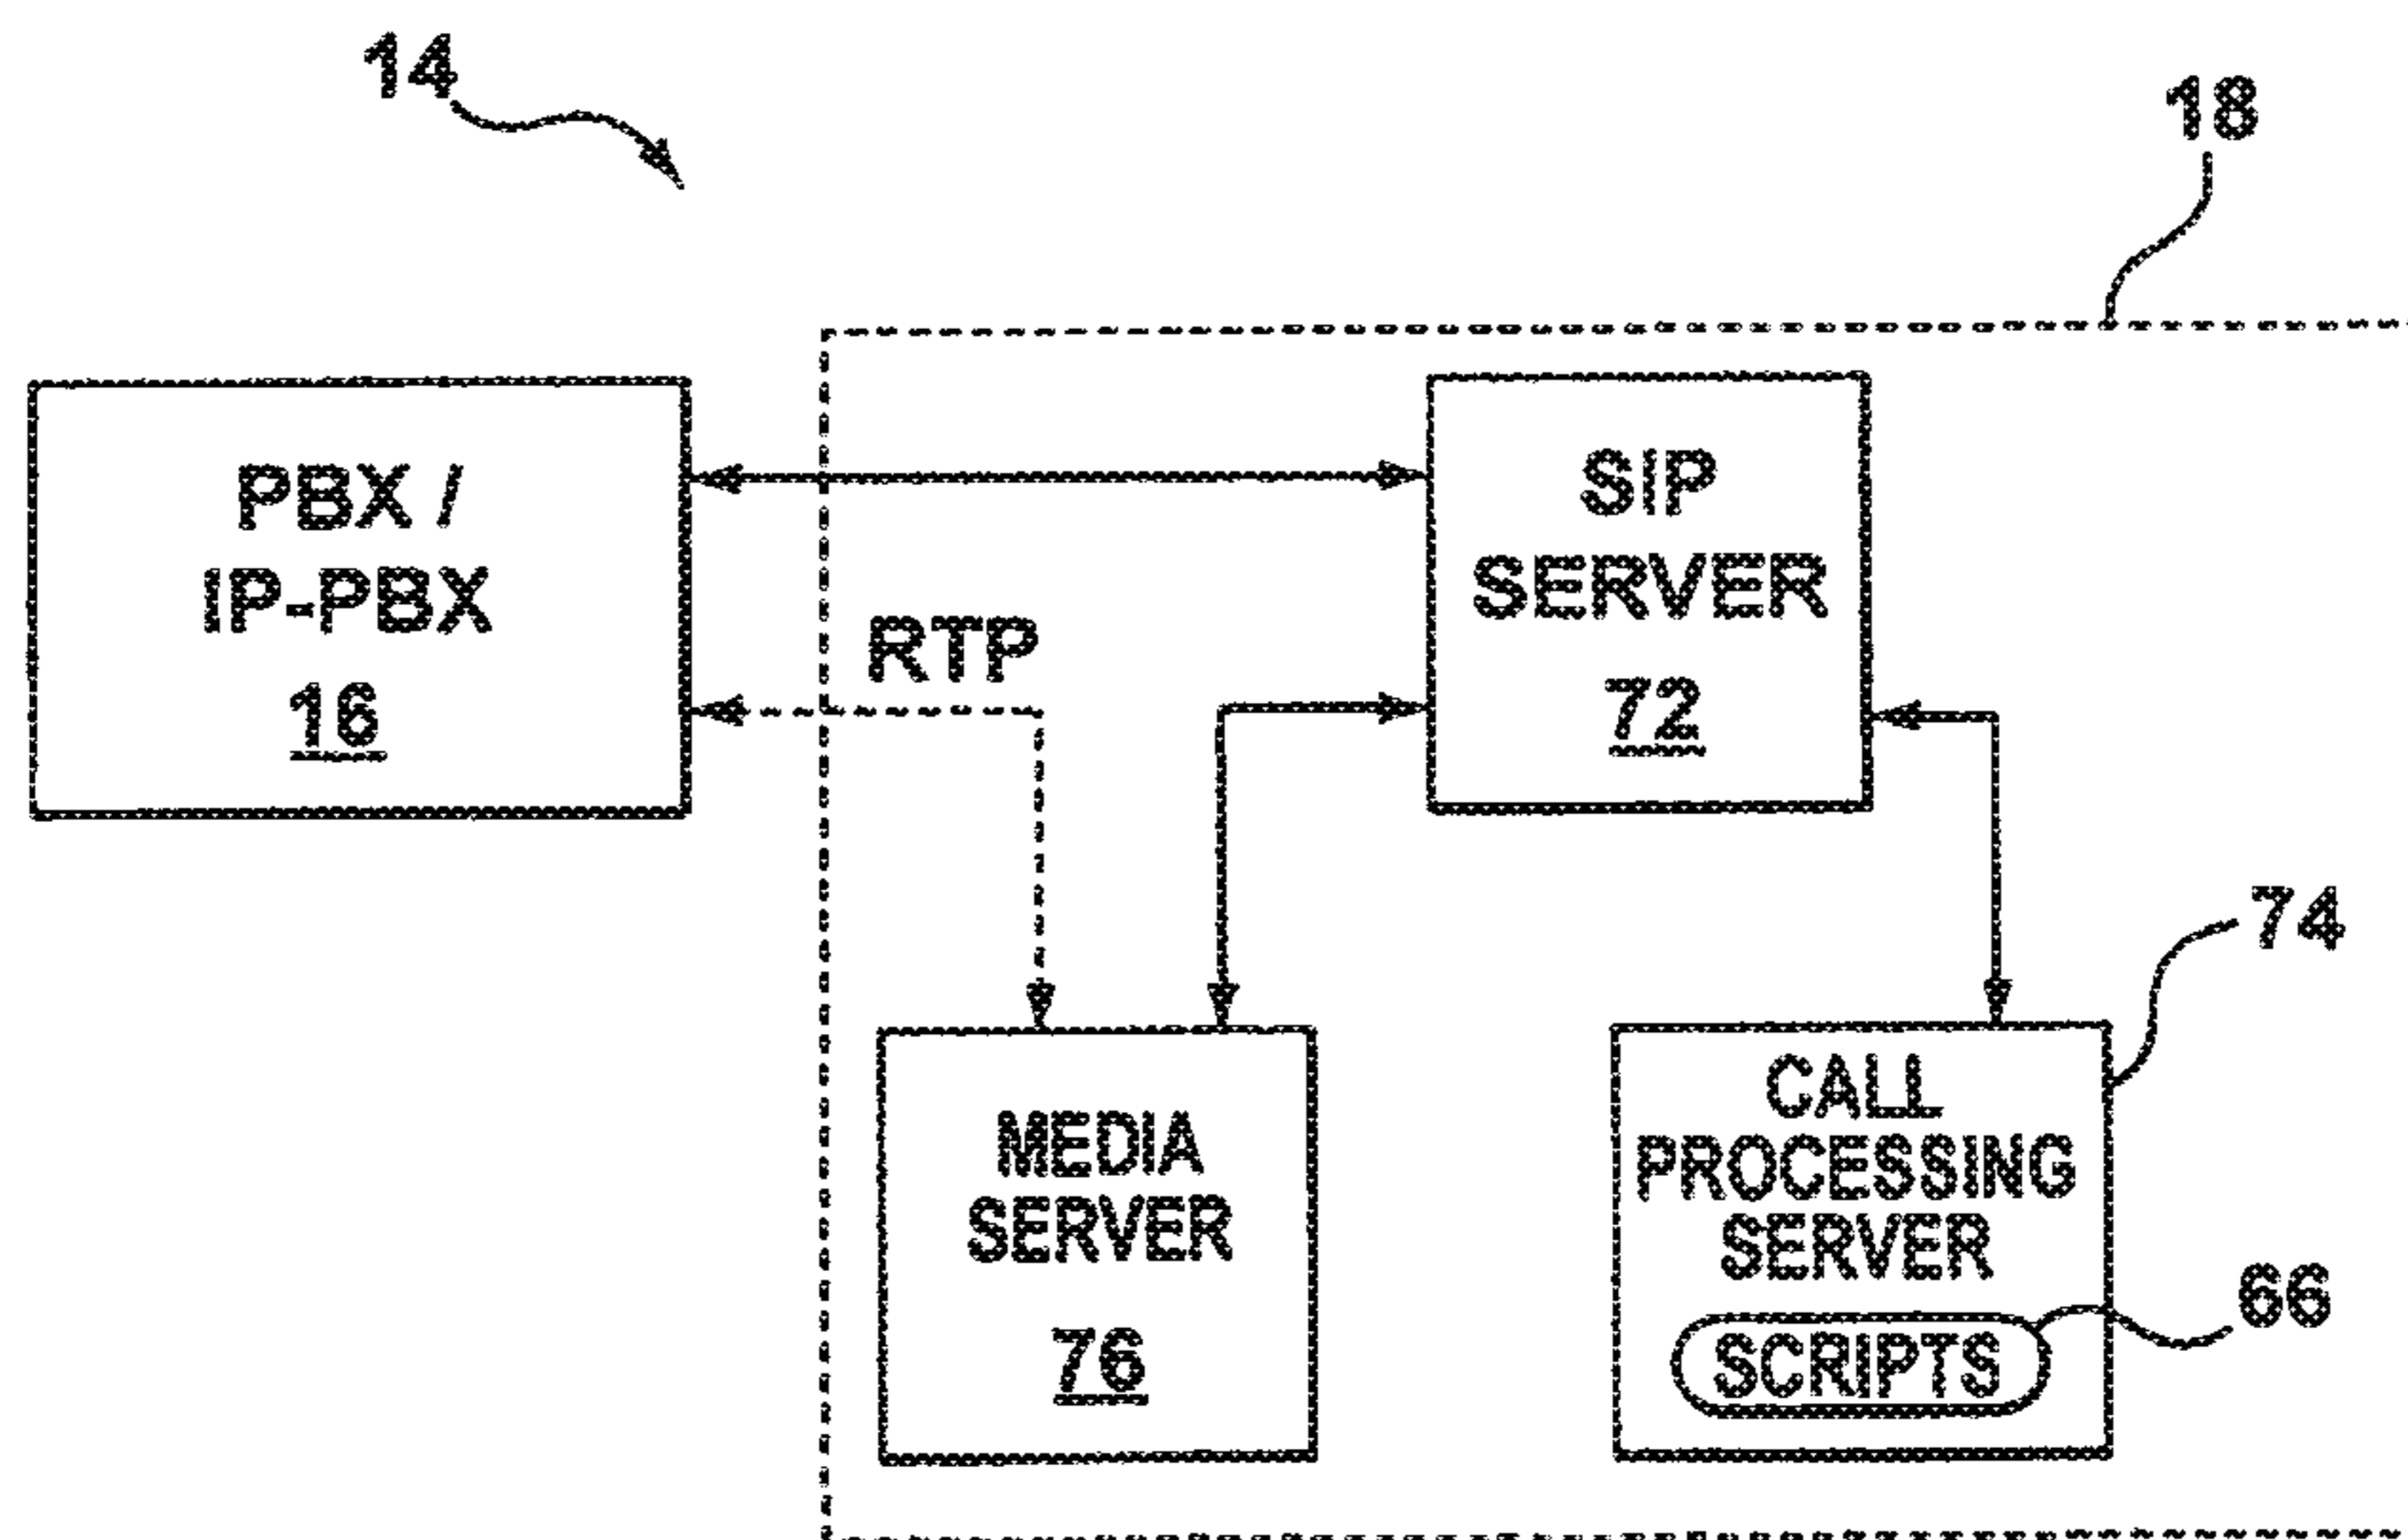 14
18
PBX /
IP-PBX
16
SIP
SERVER
72
RTP
74
MEDIA
SERVER
76
CALL
PROCESSING
SERVER
SCRIPTS
66